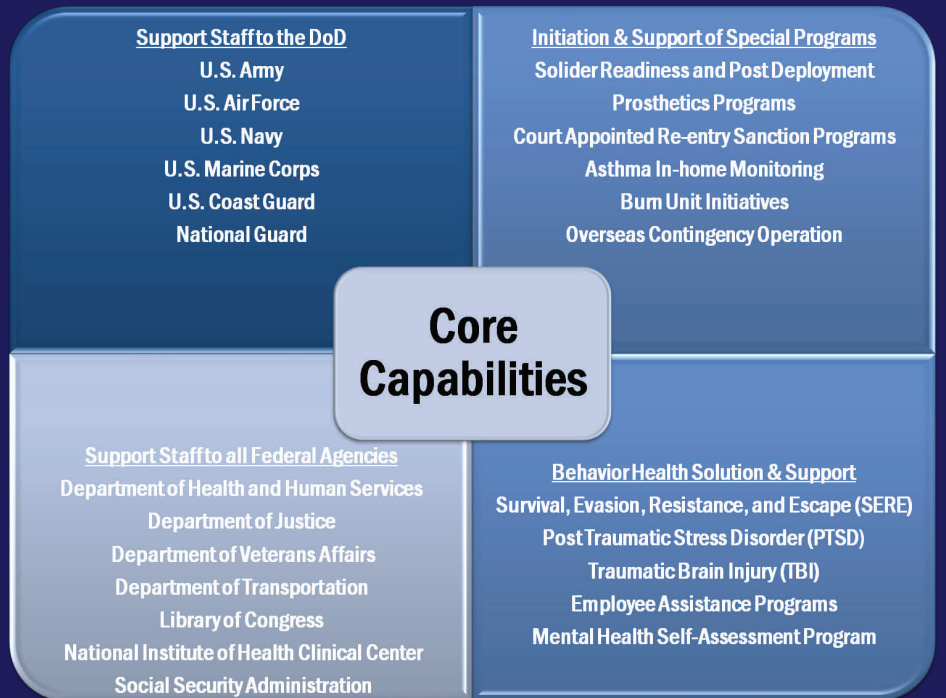 Support Staff to the DoD
U.S. Army
U.S. Air Force
U.S. Navy
U.S. Marine Corps
U.S. Coast Guard
National Guard
Initiation & Support of Special Programs
Solider Readiness and Post Deployment
Prosthetics Programs
Court Appointed Re-entry Sanction Programs
Asthma In-home Monitoring
Burn Unit Initiatives
Overseas Contingency Operation
Core
Capabilities
Support Staff to all Federal Agencies
Department of Health and Human Services
Department of Justice
Department of Veterans Affairs
Department of Transportation
Library of Congress
National Institute of Health Clinical Center
Social Security Administration
Behavior Health Solution & Support
Survival, Evasion, Resistance, and Escape (SERE)
Post Traumatic Stress Disorder (PTSD)
Traumatic Brain Injury (TBI)
Employee Assistance Programs
Mental Health Self-Assessment Program